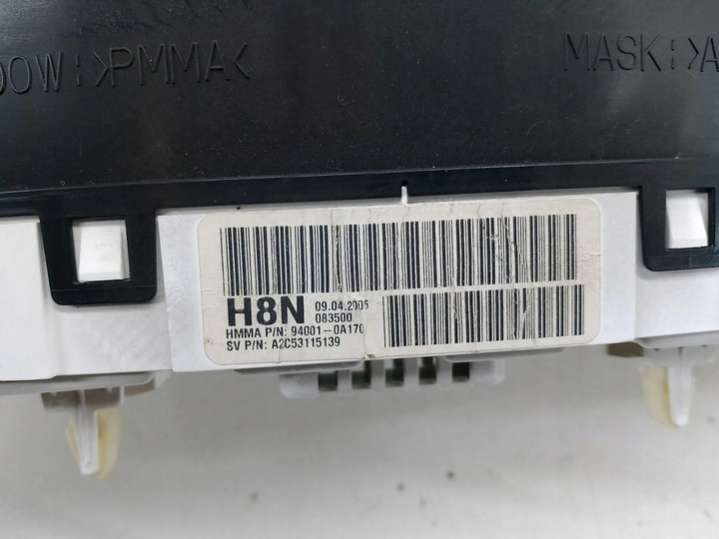 DOW:>PMMA<
MASK:>A
H8N 09.04.2005
083500
HMMA P/N: 94001-0A170
SV P/N: A2C53115139